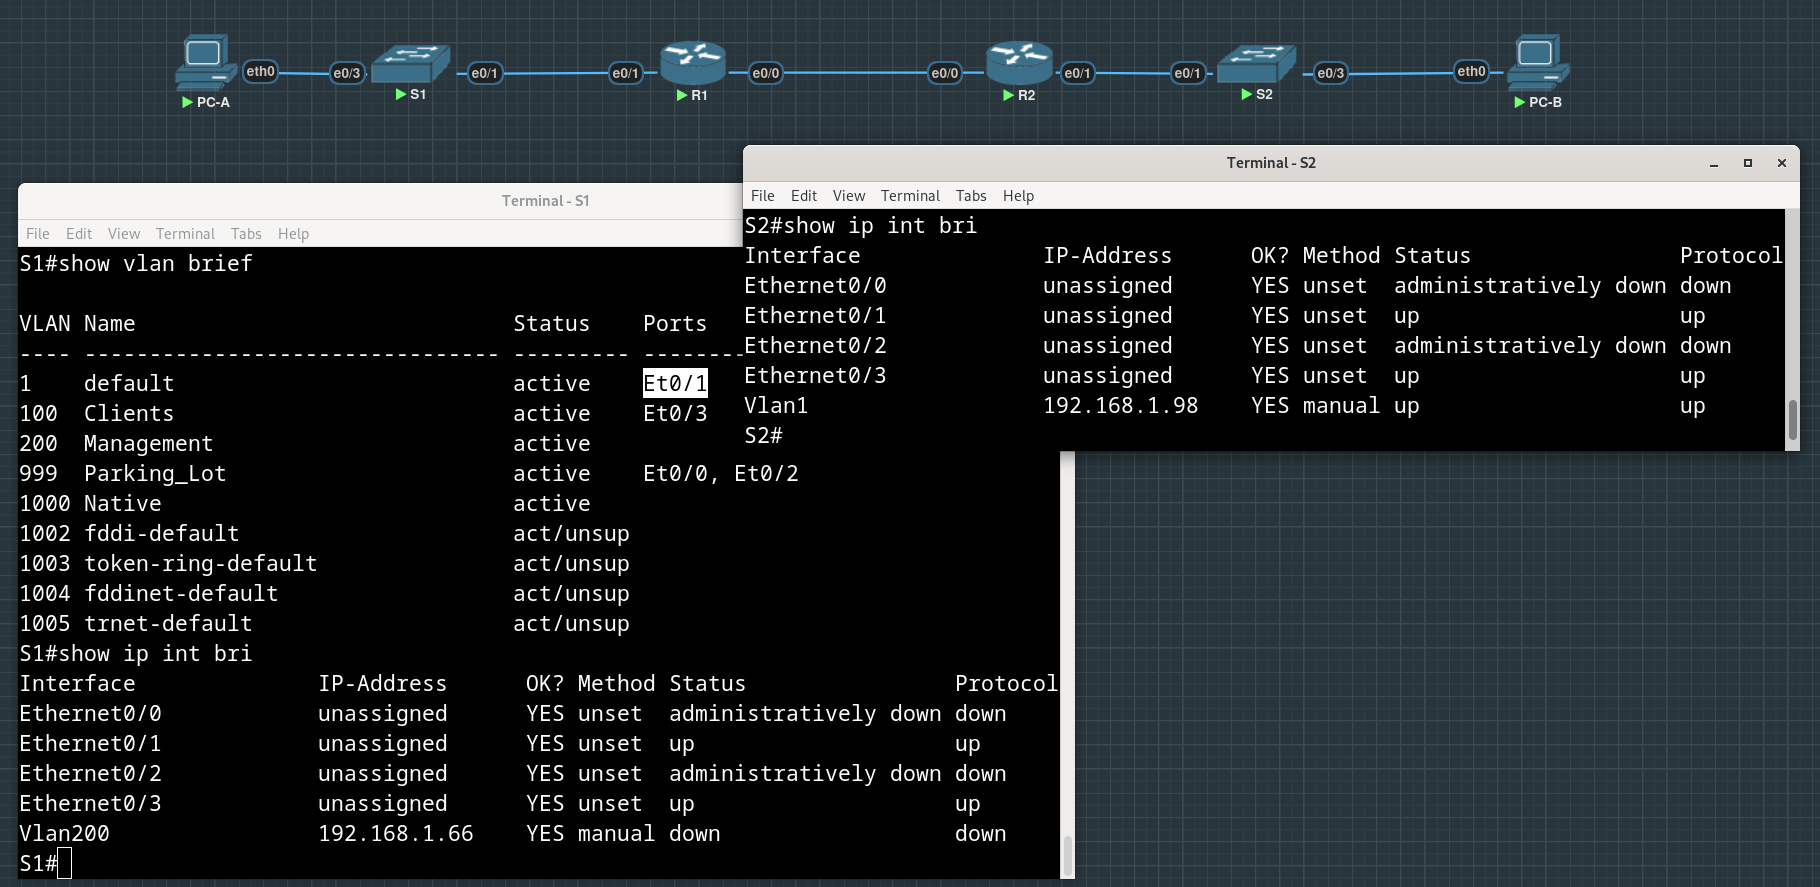 eth0 e0/3 e0/1 e0/1 e0/0 e0/0 e0/1 e0/1 e0/3 eth0
PC-A S1 R1 R2 S2 PC-B
Terminal - S2
File Edit View Terminal Tabs Help
S2#show ip int bri
Interface IP-Address OK? Method Status Protocol
Ethernet0/0 unassigned YES unset administratively down down
Ethernet0/1 unassigned YES unset up up
Ethernet0/2 unassigned YES unset administratively down down
Ethernet0/3 unassigned YES unset up up
Vlan1 192.168.1.98 YES manual up up
S2#
Terminal - S1
File Edit View Terminal Tabs Help
S1#show vlan brief
VLAN Name Status Ports
---- -------------------------------- --------- --------
1 default active Et0/1
100 Clients active Et0/3
200 Management active
999 Parking_Lot active Et0/0, Et0/2
1000 Native active
1002 fddi-default act/unsup
1003 token-ring-default act/unsup
1004 fddinet-default act/unsup
1005 trnet-default act/unsup
S1#show ip int bri
Interface IP-Address OK? Method Status Protocol
Ethernet0/0 unassigned YES unset administratively down down
Ethernet0/1 unassigned YES unset up up
Ethernet0/2 unassigned YES unset administratively down down
Ethernet0/3 unassigned YES unset up up
Vlan200 192.168.1.66 YES manual down down
S1#